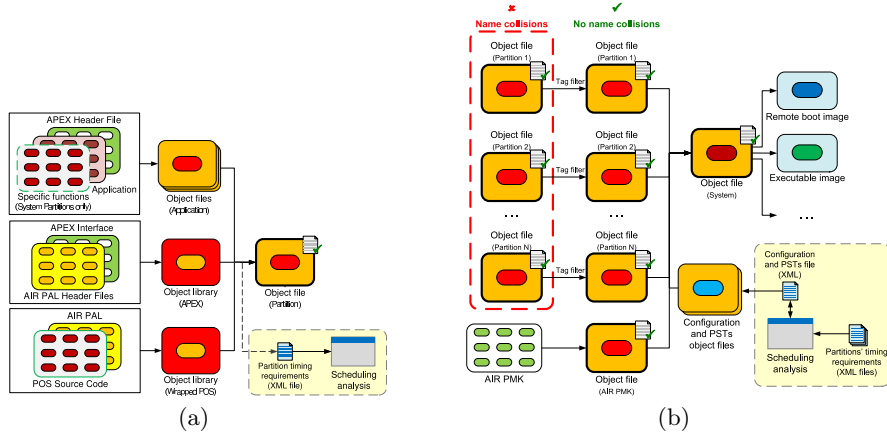 APEX Header File
Application
Specific functions
(System Partitions only)
Object files
(Application)
APEX Interface
AIR PAL Header Files
Object library
(APEX)
Object file
(Partition)
AIR PAL
POS Source Code
Object library
(Wrapped POS)
Partition timing
requirements
(XML file)
Scheduling
analysis
(a)
Name collisions
No name collisions
Object file
(Partition 1)
Tag filter
Object file
(Partition 1)
Object file
(Partition 2)
Object file
(Partition 2)
...
...
Object file
(Partition N)
Tag filter
Object file
(Partition N)
AIR PMK
Object file
(AIR PMK)
Object file
(System)
Remote boot image
Executable image
...
Configuration
and PSTs
object files
Configuration
and PSTs file
(XML)
Scheduling
analysis
Partitions' timing
requirements
(XML files)
(b)